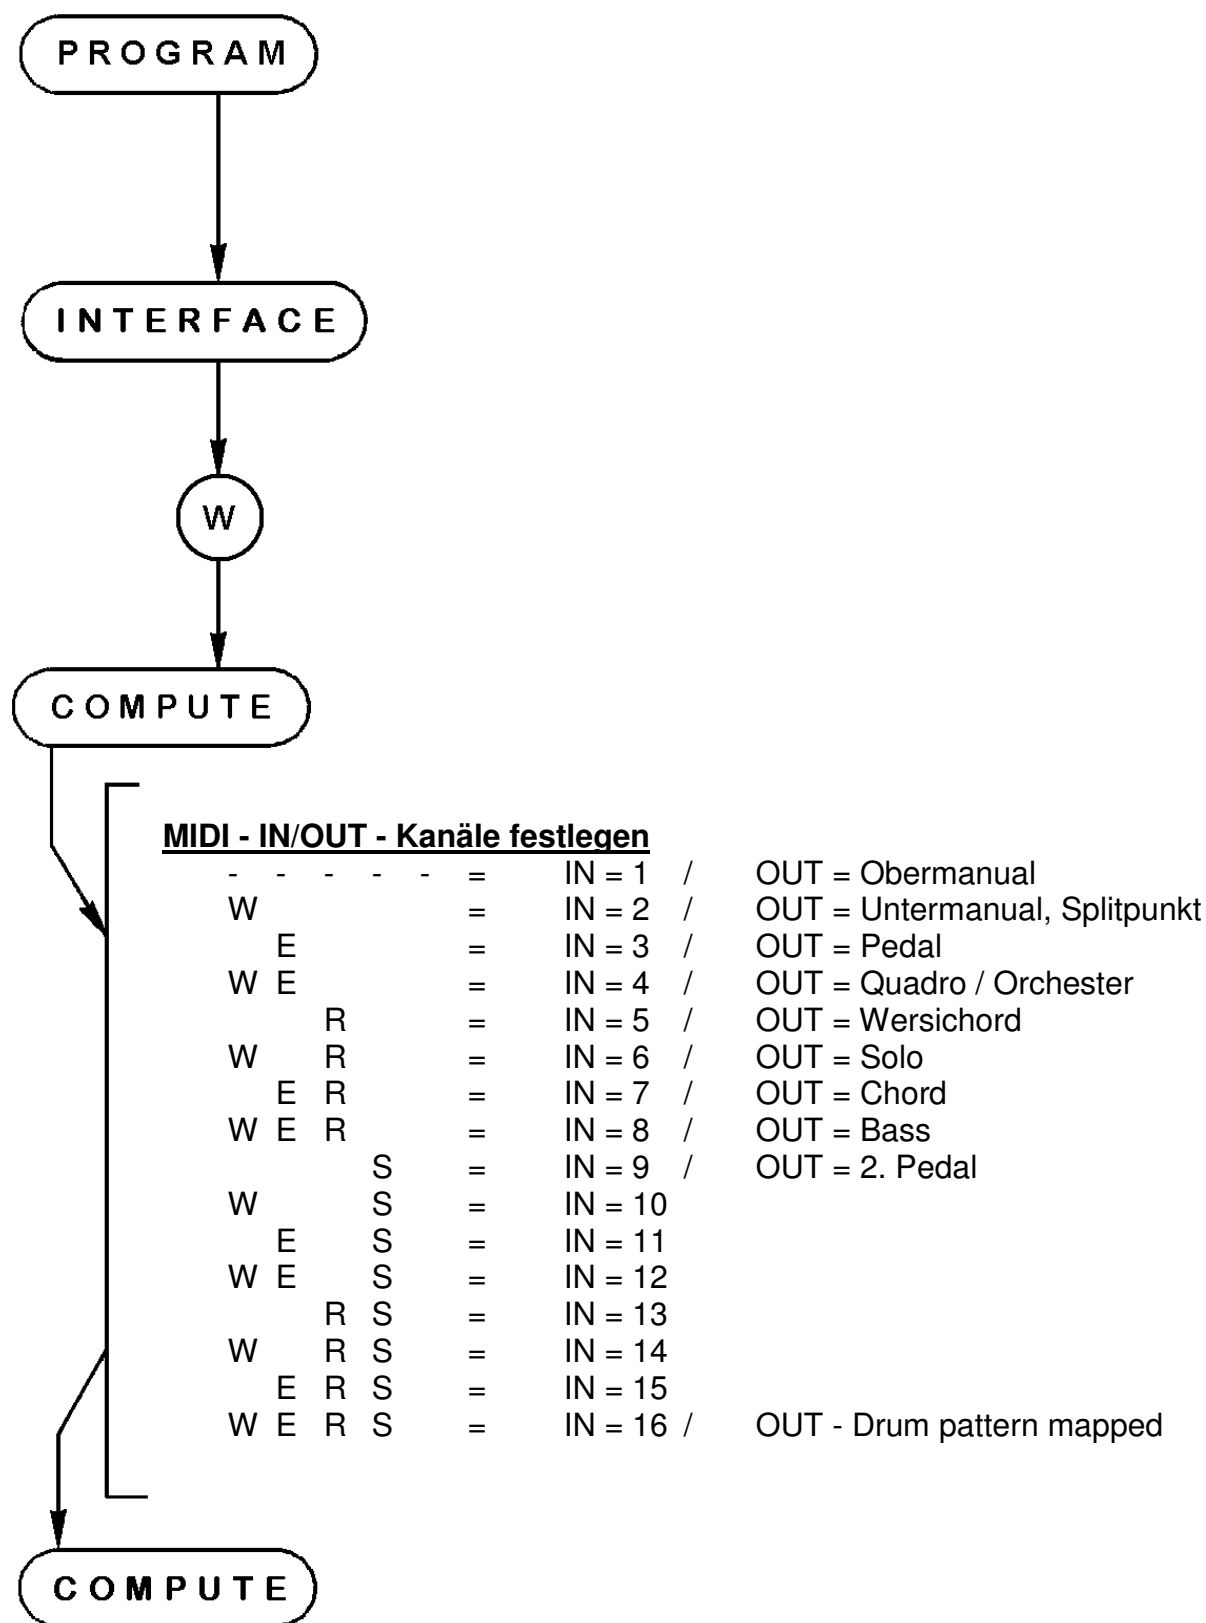 PROGRAM
INTERFACE
W
COMPUTE
MIDI - IN/OUT - Kanäle festlegen
- - - - - = IN = 1 / OUT = Obermanual
W = IN = 2 / OUT = Untermanual, Splitpunkt
E = IN = 3 / OUT = Pedal
W E = IN = 4 / OUT = Quadro / Orchester
R = IN = 5 / OUT = Wersichord
W R = IN = 6 / OUT = Solo
E R = IN = 7 / OUT = Chord
W E R = IN = 8 / OUT = Bass
S = IN = 9 / OUT = 2. Pedal
W S = IN = 10
E S = IN = 11
W E S = IN = 12
R S = IN = 13
W R S = IN = 14
E R S = IN = 15
W E R S = IN = 16 / OUT - Drum pattern mapped
COMPUTE